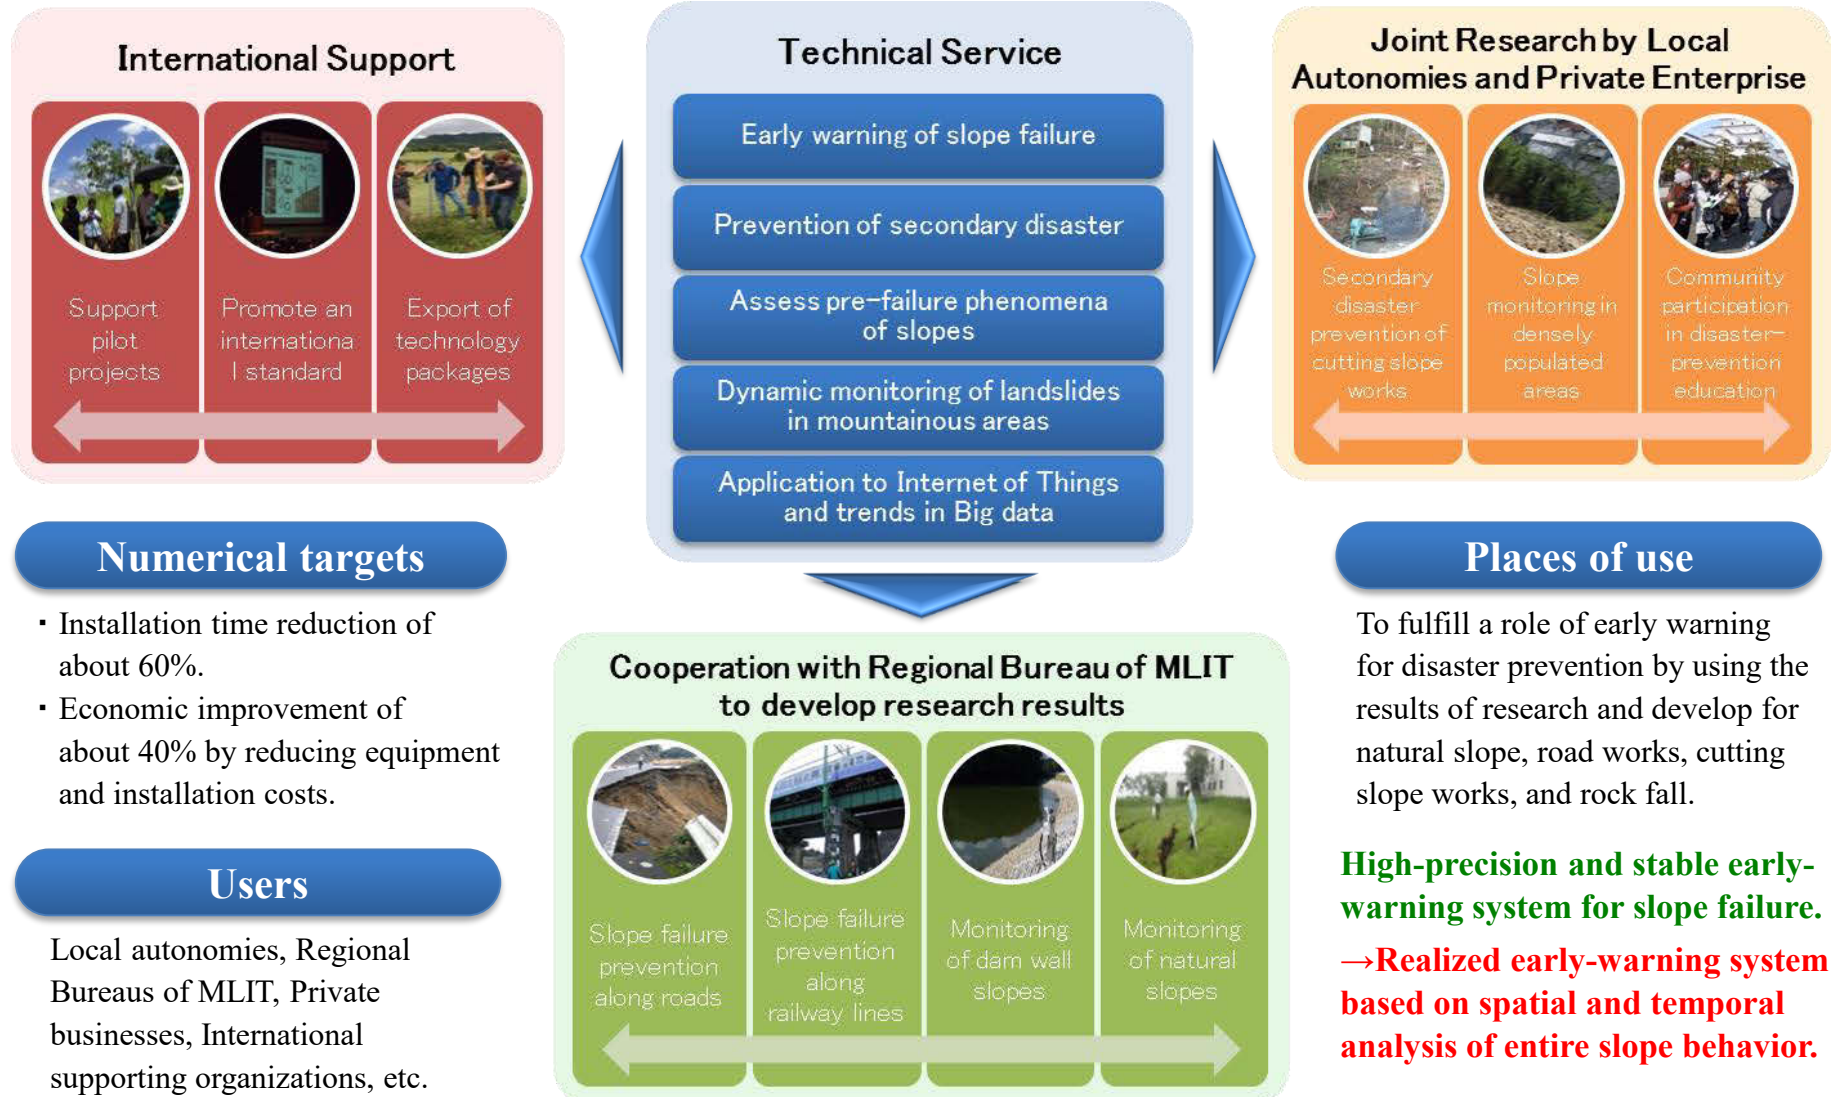 International Support
Support
pilot
projects
Promote an
internationa
l standard
Export of
technology
packages
Technical Service
Early warning of slope failure
Prevention of secondary disaster
Assess pre-failure phenomena
of slopes
Dynamic monitoring of landslides
in mountainous areas
Application to Internet of Things
and trends in Big data
Joint Research by Local
Autonomies and Private Enterprise
Secondary
disaster
prevention of
cutting slope
works
Slope
monitoring in
densely
populated
areas
Community
participation
in disaster-
prevention
education
Numerical targets
・Installation time reduction of
about 60%.
・Economic improvement of
about 40% by reducing equipment
and installation costs.
Users
Local autonomies, Regional
Bureaus of MLIT, Private
businesses, International
supporting organizations, etc.
Cooperation with Regional Bureau of MLIT
to develop research results
Slope failure
prevention
along roads
Slope failure
prevention
along
railway lines
Monitoring
of dam wall
slopes
Monitoring
of natural
slopes
Places of use
To fulfill a role of early warning
for disaster prevention by using the
results of research and develop for
natural slope, road works, cutting
slope works, and rock fall.
High-precision and stable early-
warning system for slope failure.
→Realized early-warning system
based on spatial and temporal
analysis of entire slope behavior.